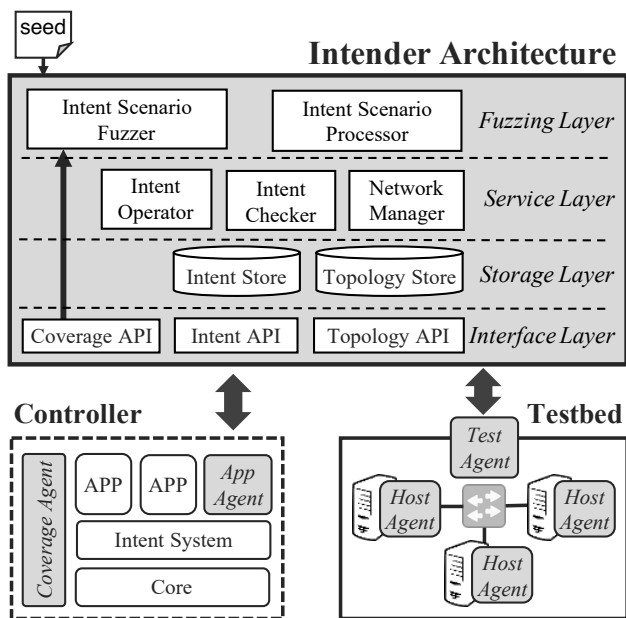 seed
Intender Architecture
Intent Scenario
Fuzzer
Intent Scenario
Processor
Fuzzing Layer
Intent
Operator
Intent
Checker
Network
Manager
Service Layer
Intent Store
Topology Store
Storage Layer
Coverage API
Intent API
Topology API
Interface Layer
Controller
Testbed
Coverage Agent
APP
APP
App
Agent
Intent System
Core
Test
Agent
Host
Agent
Host
Agent
Host
Agent